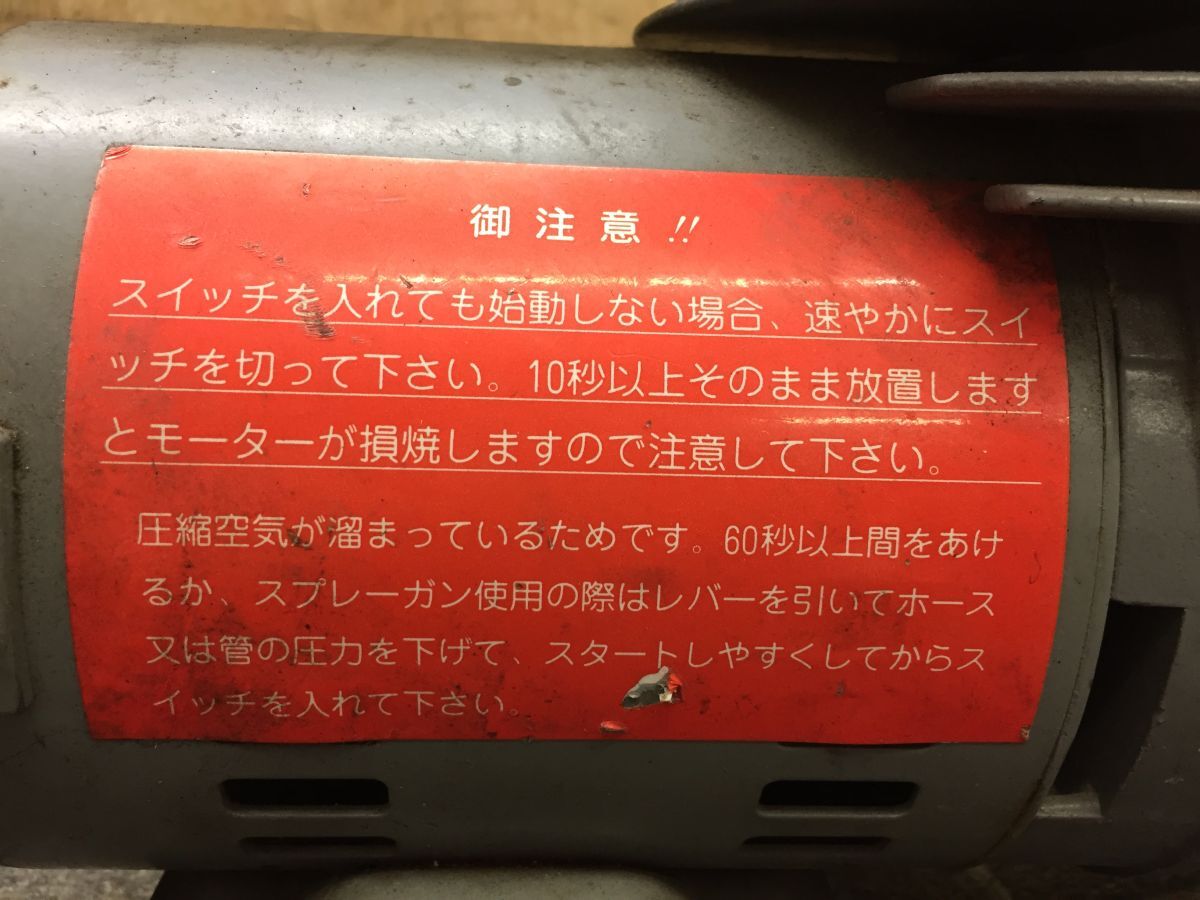 御注意!!
スイッチを入れても始動しない場合、速やかにスイ
ッチを切って下さい。10秒以上そのまま放置します
とモーターが損焼しますので注意して下さい。
圧縮空気が溜まっているためです。60秒以上間をあけ
るか、スプレーガン使用の際はレバーを引いてホース
又は管の圧力を下げて、スタートしやすくしてからス
イッチを入れて下さい。